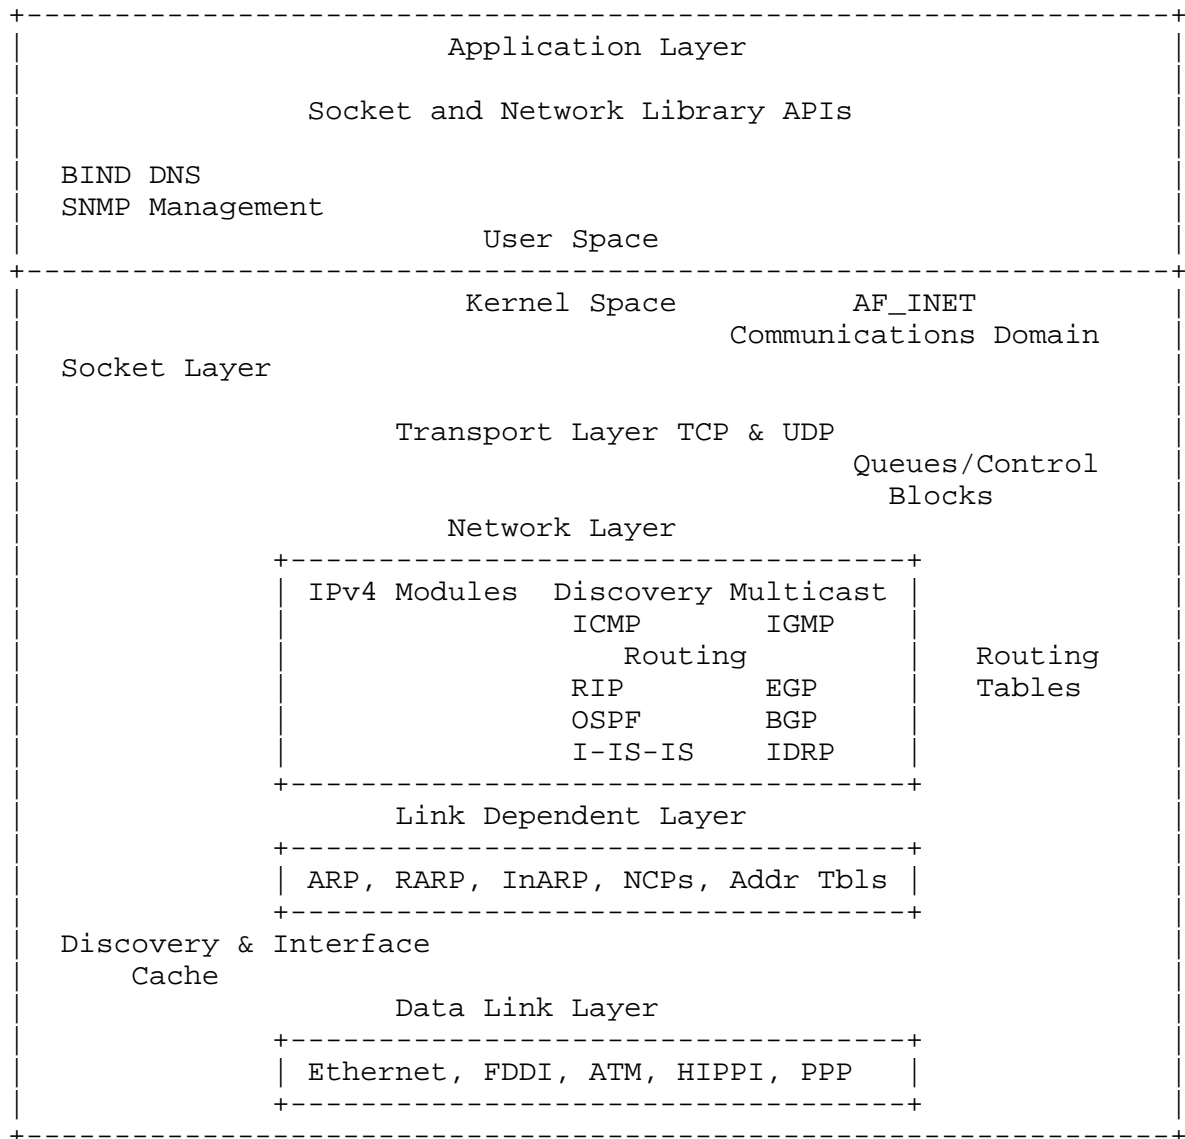 Application Layer
Socket and Network Library APIs
BIND DNS
SNMP Management
User Space
Kernel Space AF_INET
Communications Domain
Socket Layer
Transport Layer TCP & UDP
Queues/Control
Blocks
Network Layer
IPv4 Modules Discovery Multicast
ICMP IGMP
Routing Routing
RIP EGP Tables
OSPF BGP
I-IS-IS IDRP
Link Dependent Layer
ARP, RARP, InARP, NCPs, Addr Tbls
Discovery & Interface
Cache
Data Link Layer
Ethernet, FDDI, ATM, HIPPI, PPP